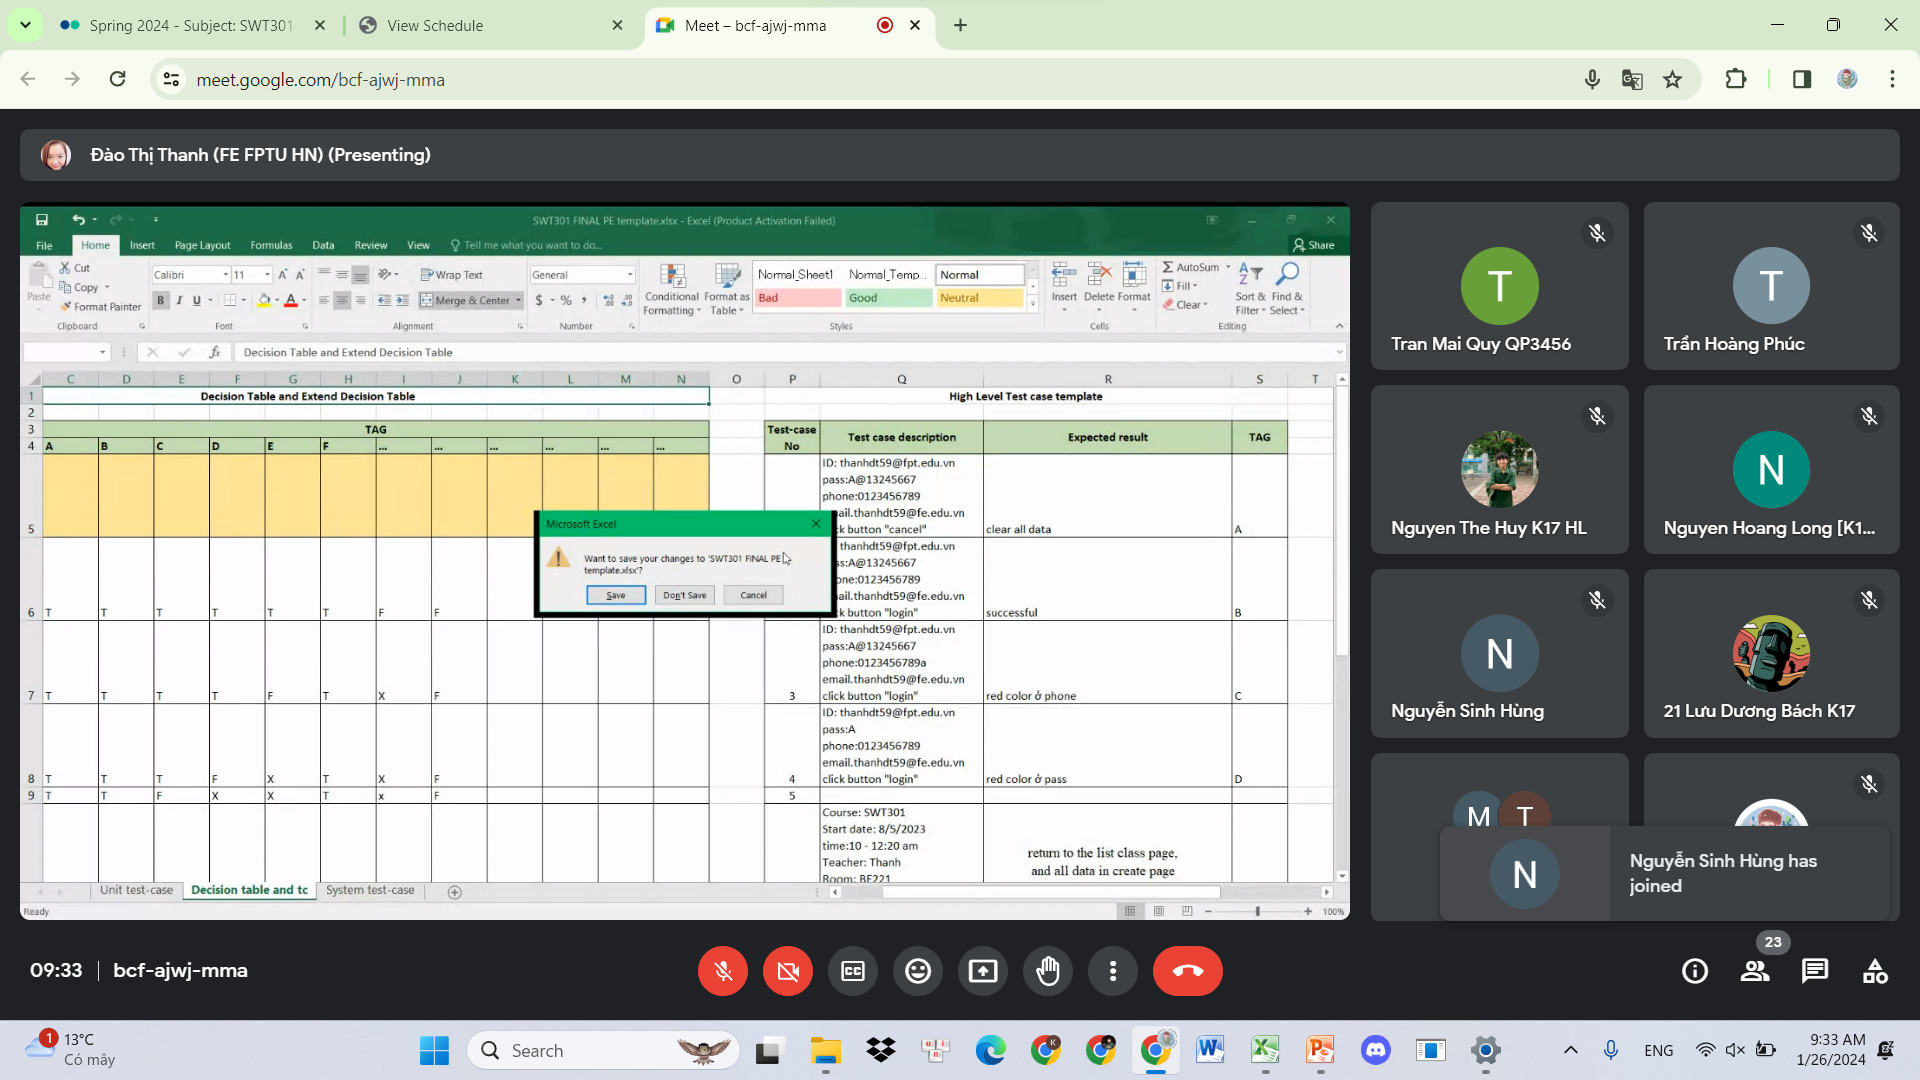 Spring 2024 - Subject: SWT301
View Schedule
Meet – bcf-ajwj-mma
meet.google.com/bcf-ajwj-mma
Đào Thị Thanh (FE FPTU HN) (Presenting)
SWT301 FINAL PE template.xlsx - Excel (Product Activation Failed)
File Home Insert Page Layout Formulas Data Review View Tell me what you want to do... Share
Paste
Cut
Copy
Format Painter
Clipboard
Calibri 11
B I U
Font
Wrap Text
Merge & Center
Alignment
General
$ %
Number
Conditional Formatting
Format as Table
Normal_Sheet1 Normal_Temp... Normal
Bad Good Neutral
Styles
Insert Delete Format
Cells
AutoSum
Fill
Clear
Sort & Filter
Find & Select
Editing
fx Decision Table and Extend Decision Table
C D E F G H I J K L M N O P Q R S T
1 Decision Table and Extend Decision Table High Level Test case template
2
3 TAG
4 A B C D E F ... ... ... ... ... ...
Test-case No Test case description Expected result TAG
5
ID: thanhdt59@fpt.edu.vn
pass:A@13245667
phone:0123456789
mail.thanhdt59@fe.edu.vn
ck button "cancel" clear all data A
6 T T T T T F F
thanhdt59@fpt.edu.vn
ss:A@13245667
one:0123456789
mail.thanhdt59@fe.edu.vn
ck button "login" successful B
7 T T T T F T X F
ID: thanhdt59@fpt.edu.vn
pass:A@13245667
phone:0123456789a
email.thanhdt59@fe.edu.vn
3 click button "login" red color ở phone C
8 T T T F X T X F
ID: thanhdt59@fpt.edu.vn
pass:A
phone:0123456789
email.thanhdt59@fe.edu.vn
4 click button "login" red color ở pass D
9 T T F X X T x F 5
Course: SWT301
Start date: 8/5/2023
time:10 - 12:20 am
Teacher: Thanh
Room: BE221
return to the list class page,
and all data in create page
Microsoft Excel
Want to save your changes to 'SWT301 FINAL PE
template.xlsx'?
Save Don't Save Cancel
Unit test-case Decision table and tc System test-case
Ready
100%
T
Tran Mai Quy QP3456
T
Trần Hoàng Phúc
Nguyen The Huy K17 HL
N
Nguyen Hoang Long [K1...
N
Nguyễn Sinh Hùng
21 Lưu Dương Bách K17
M T
N
Nguyễn Sinh Hùng has
joined
09:33 | bcf-ajwj-mma
CC
23
1
13°C
Có mây
Search
ENG
9:33 AM
1/26/2024